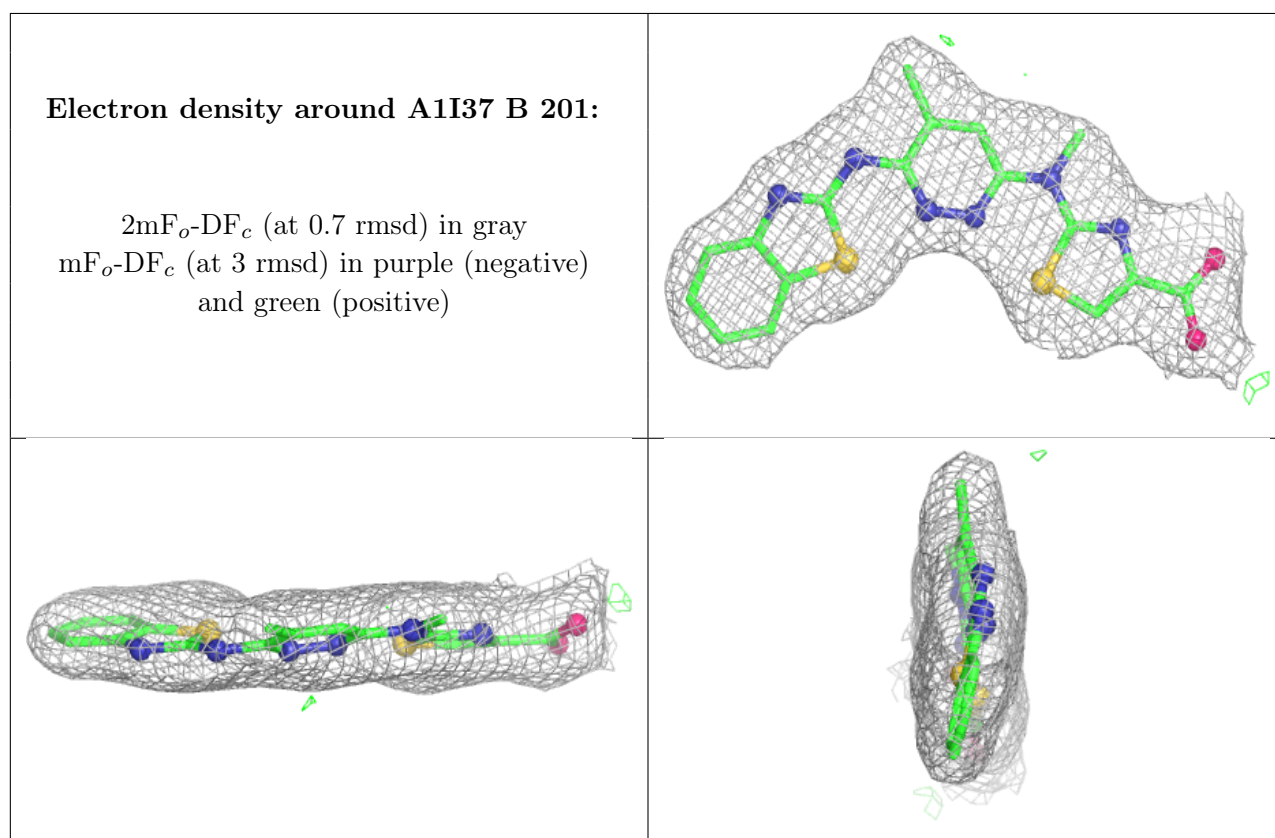 Electron density around A1I37 B 201:
2mFo-DFc (at 0.7 rmsd) in gray
mFo-DFc (at 3 rmsd) in purple (negative)
and green (positive)